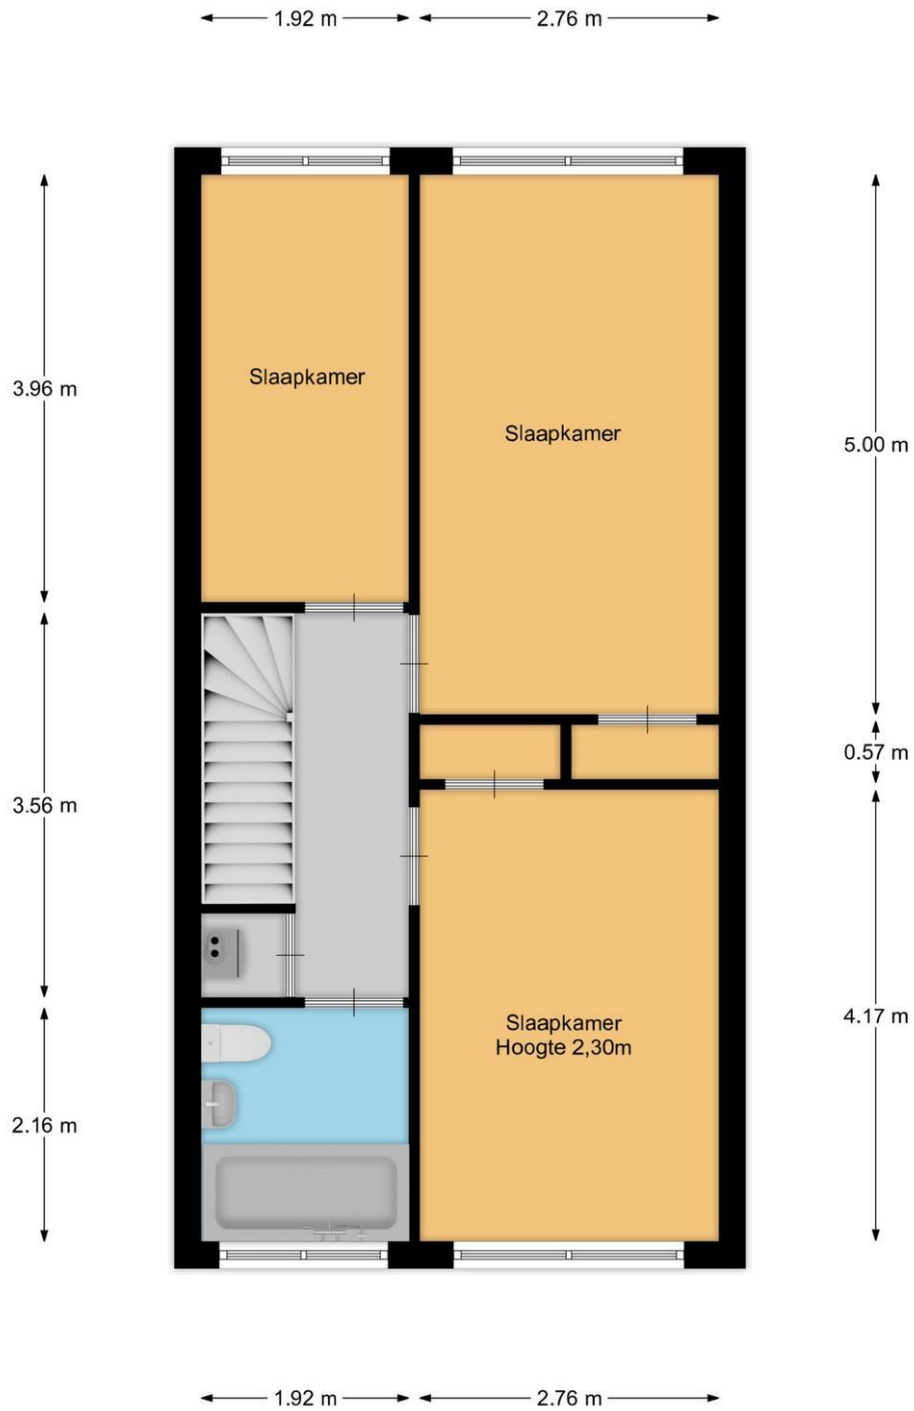 1.92 m
2.76 m
3.96 m
Slaapkamer
Slaapkamer
5.00 m
0.57 m
3.56 m
Slaapkamer
Hoogte 2,30m
4.17 m
2.16 m
1.92 m
2.76 m